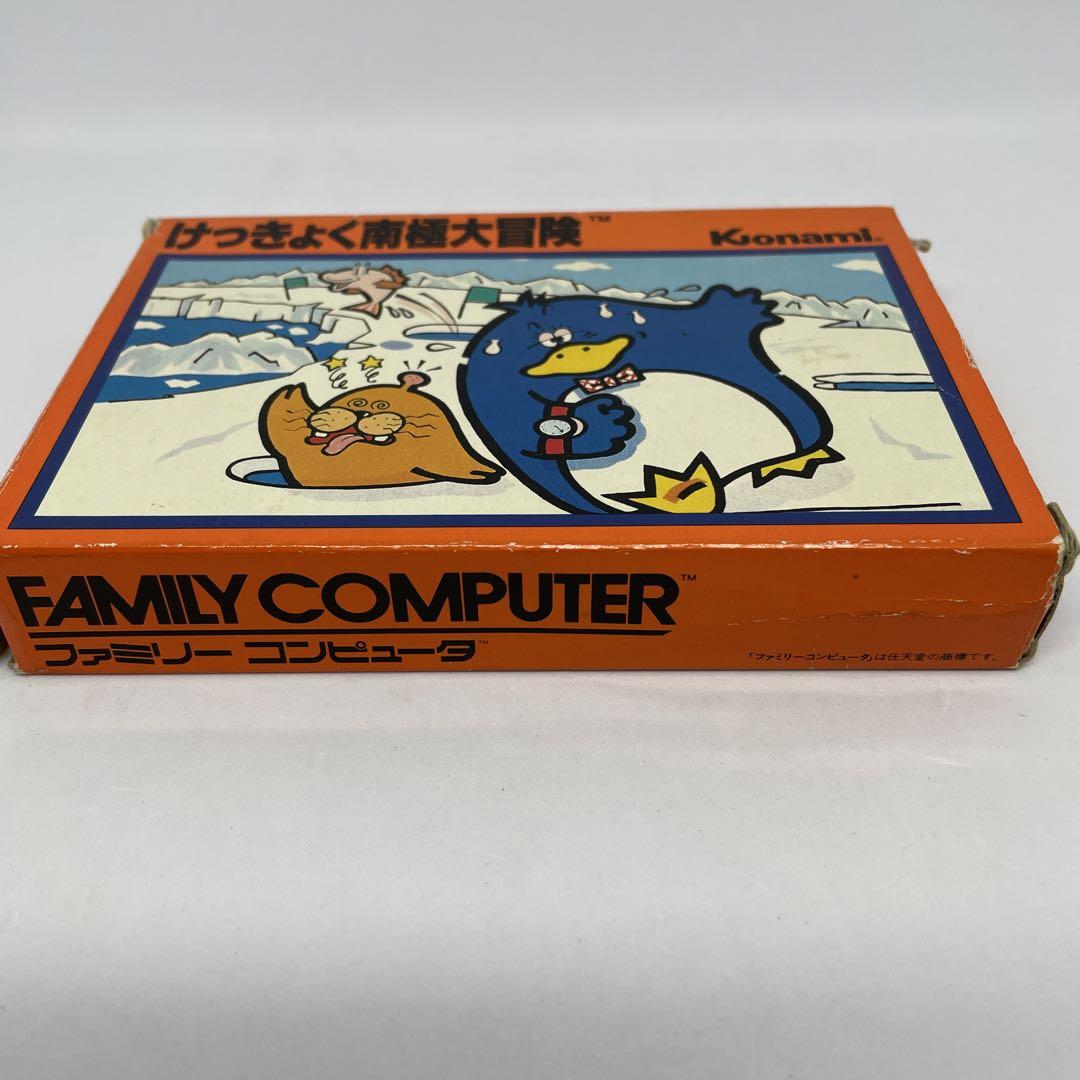 けっきょく南極大冒険™
Konami®
FAMILY COMPUTER™
ファミリー コンピュータ™
「ファミリーコンピュータ」は任天堂の商標です。